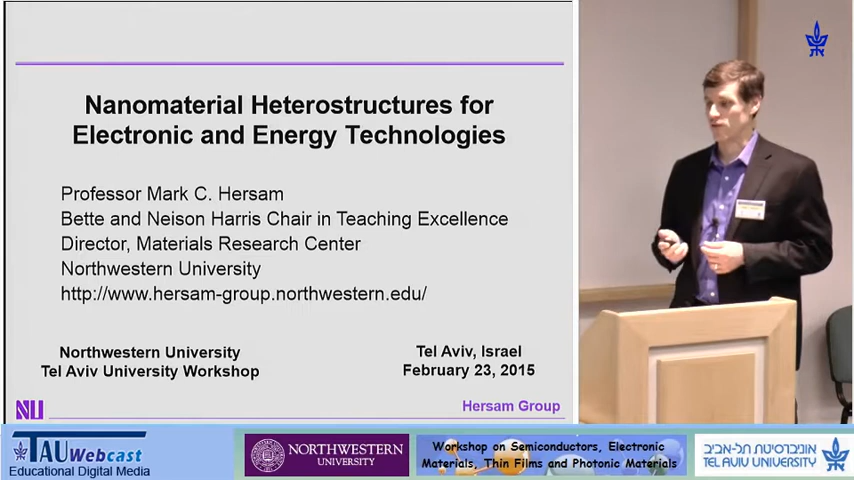 Nanomaterial Heterostructures for
Electronic and Energy Technologies
Professor Mark C. Hersam
Bette and Neison Harris Chair in Teaching Excellence
Director, Materials Research Center
Northwestern University
http://www.hersam-group.northwestern.edu/
Northwestern University
Tel Aviv University Workshop
Tel Aviv, Israel
February 23, 2015
NU
Hersam Group
TAU Webcast
Educational Digital Media
NORTHWESTERN
UNIVERSITY
Workshop on Semiconductors, Electronic
Materials, Thin Films and Photonic Materials
אוניברסיטת תל-אביב
TEL AVIV UNIVERSITY